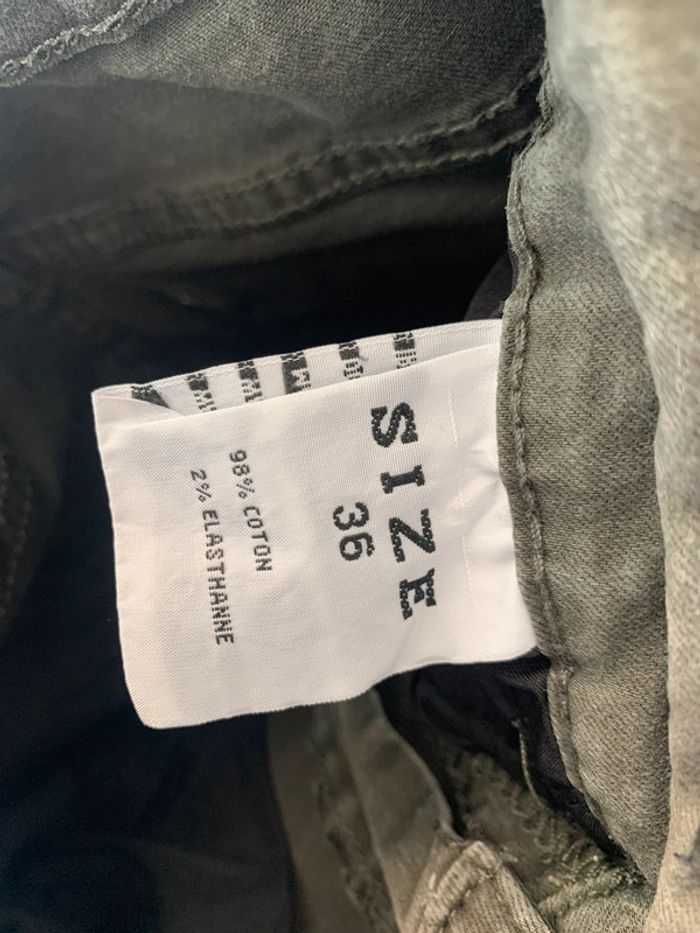 SIZE
36
98% COTON
2% ELASTHANNE